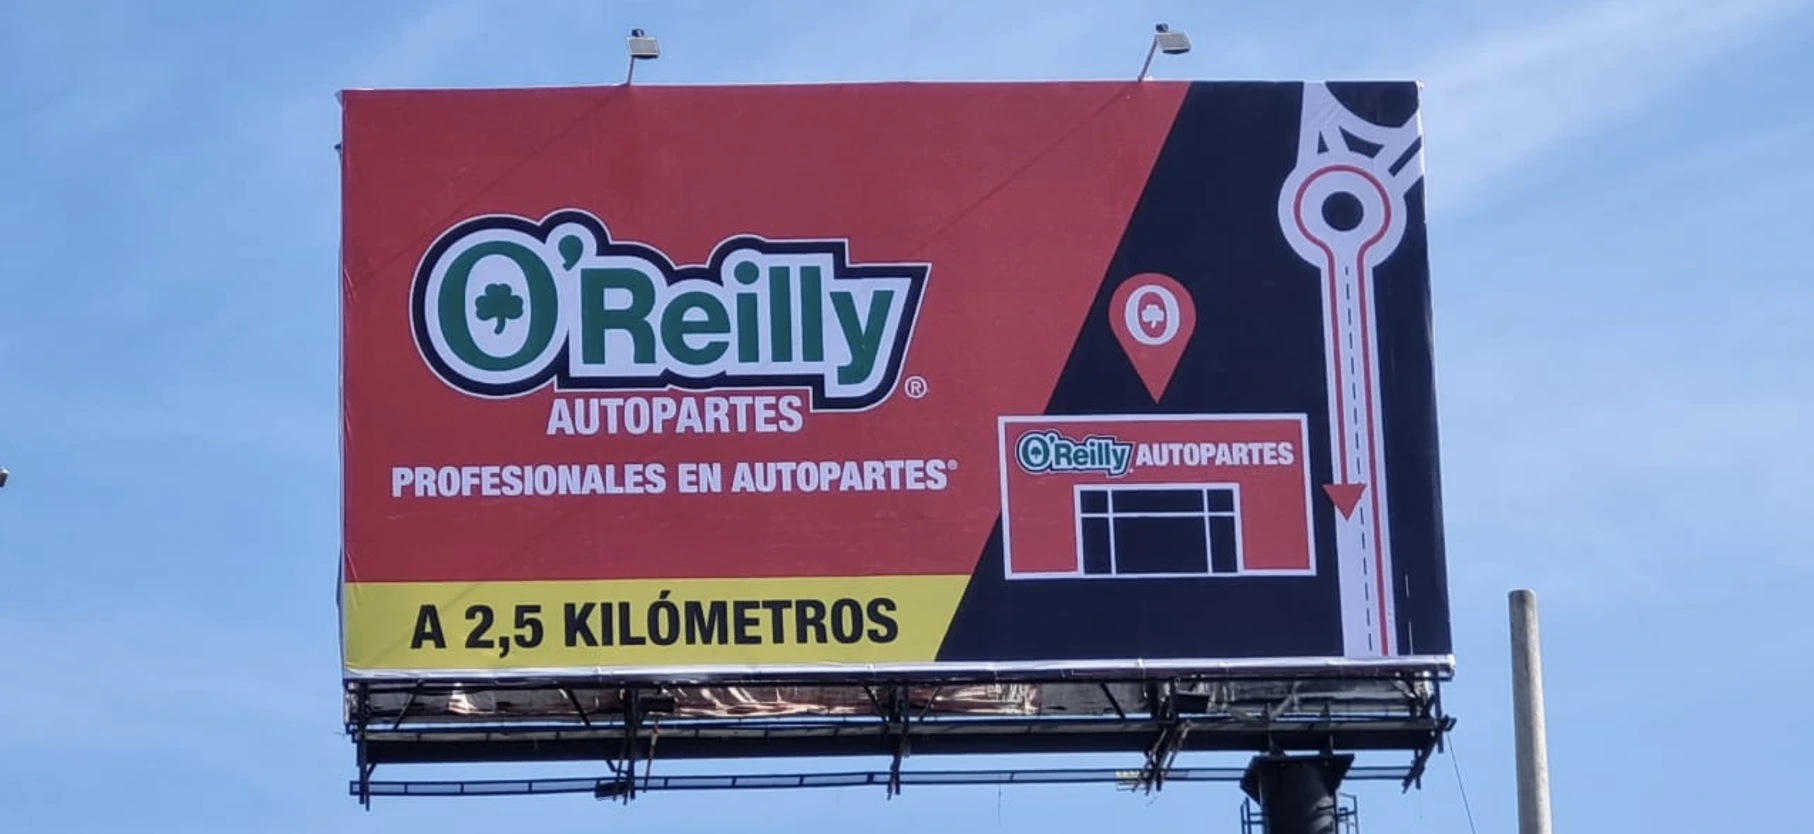 O'Reilly®
AUTOPARTES
PROFESIONALES EN AUTOPARTES®
A 2,5 KILÓMETROS
O
O'Reilly AUTOPARTES